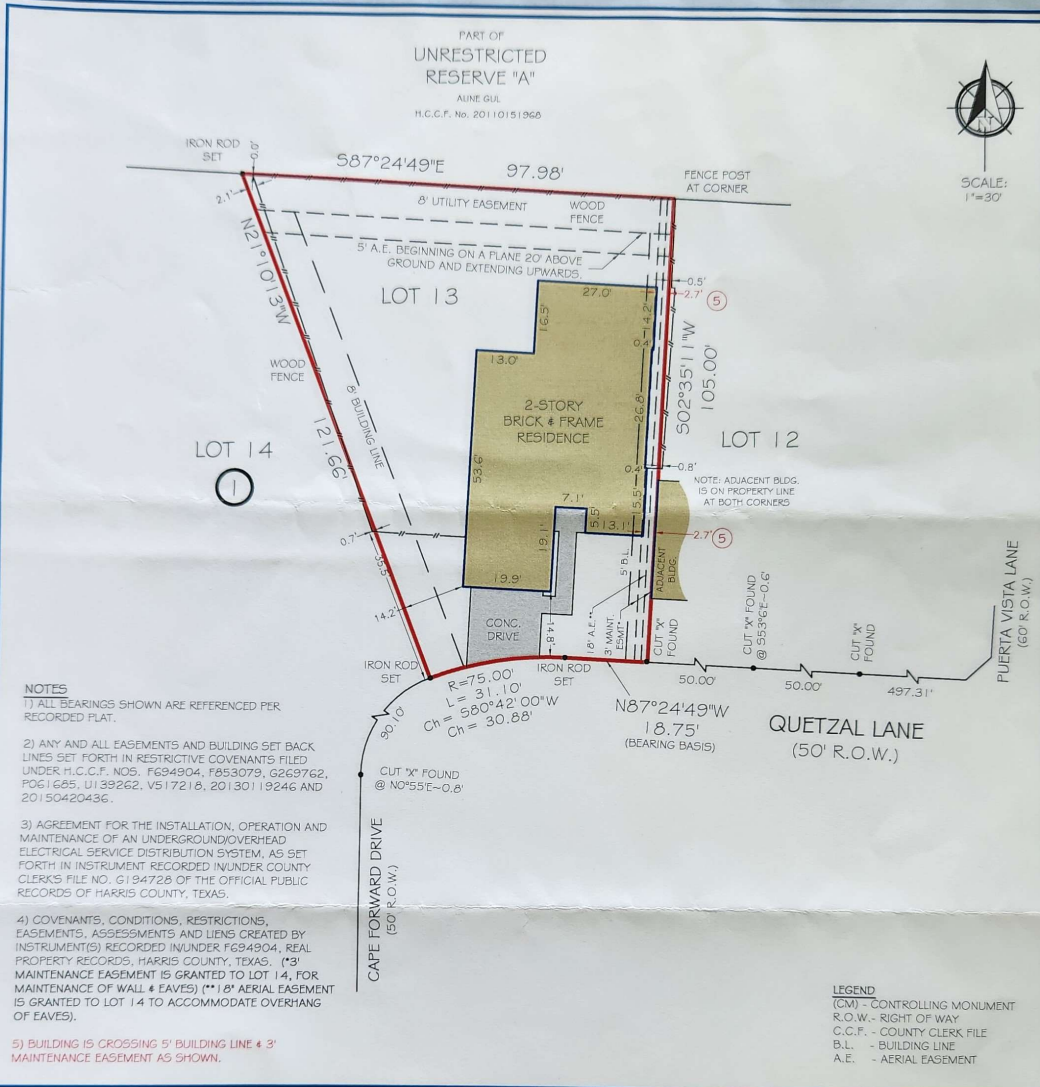 PART OF
UNRESTRICTED
RESERVE "A"
AUNE GUL
H.C.C.F. No. 20110151968
N
SCALE:
1"=30'
IRON ROD
SET
0.0'
S87°24'49"E 97.98'
FENCE POST
AT CORNER
2.1'
8' UTILITY EASEMENT
WOOD
FENCE
5' A.E. BEGINNING ON A PLANE 20' ABOVE
GROUND AND EXTENDING UPWARDS.
N21°10'13"W
121.66'
LOT 13
27.0'
0.5'
2.7' 5
16.5'
14.2'
0.4'
13.0'
S02°35'11"W
105.00'
WOOD
FENCE
8' BUILDING LINE
2-STORY
BRICK & FRAME
RESIDENCE
26.8'
LOT 12
LOT 14
1
53.6'
0.4'
0.8'
NOTE: ADJACENT BLDG.
IS ON PROPERTY LINE
AT BOTH CORNERS
7.1'
15.5'
5.5'
13.1'
19.1'
2.7' 5
0.7'
35.5'
5' B.L.
ADJACENT
BLDG.
19.9'
14.2'
CONC.
DRIVE
14.8'
18" A.E.**
3' MAINT.
ESMT*
CUT "X"
FOUND
CUT "X" FOUND
@ S53°6'E~0.6'
CUT "X"
FOUND
PUERTA VISTA LANE
(60' R.O.W.)
IRON ROD
SET
IRON ROD
SET
R=75.00'
L = 31.10'
Ch = S80°42'00"W
Ch = 30.88'
N87°24'49"W
18.75'
(BEARING BASIS)
50.00'
50.00'
497.31'
QUETZAL LANE
(50' R.O.W.)
90.10'
CUT "X" FOUND
@ N0°55'E~0.8'
CAPE FORWARD DRIVE
(50' R.O.W.)
NOTES
1) ALL BEARINGS SHOWN ARE REFERENCED PER
RECORDED PLAT.
2) ANY AND ALL EASEMENTS AND BUILDING SET BACK
LINES SET FORTH IN RESTRICTIVE COVENANTS FILED
UNDER H.C.C.F. NOS. F694904, F853079, G269762,
P061685, U139262, V517218, 20130119246 AND
20150420436.
3) AGREEMENT FOR THE INSTALLATION, OPERATION AND
MAINTENANCE OF AN UNDERGROUND/OVERHEAD
ELECTRICAL SERVICE DISTRIBUTION SYSTEM, AS SET
FORTH IN INSTRUMENT RECORDED IN/UNDER COUNTY
CLERKS FILE NO. G194728 OF THE OFFICIAL PUBLIC
RECORDS OF HARRIS COUNTY, TEXAS.
4) COVENANTS, CONDITIONS, RESTRICTIONS,
EASEMENTS, ASSESSMENTS AND LIENS CREATED BY
INSTRUMENT(S) RECORDED IN/UNDER F694904, REAL
PROPERTY RECORDS, HARRIS COUNTY, TEXAS. (*3'
MAINTENANCE EASEMENT IS GRANTED TO LOT 14, FOR
MAINTENANCE OF WALL & EAVES) (**18" AERIAL EASEMENT
IS GRANTED TO LOT 14 TO ACCOMMODATE OVERHANG
OF EAVES).
5) BUILDING IS CROSSING 5' BUILDING LINE & 3'
MAINTENANCE EASEMENT AS SHOWN.
LEGEND
(CM) - CONTROLLING MONUMENT
R.O.W.- RIGHT OF WAY
C.C.F. - COUNTY CLERK FILE
B.L. - BUILDING LINE
A.E. - AERIAL EASEMENT